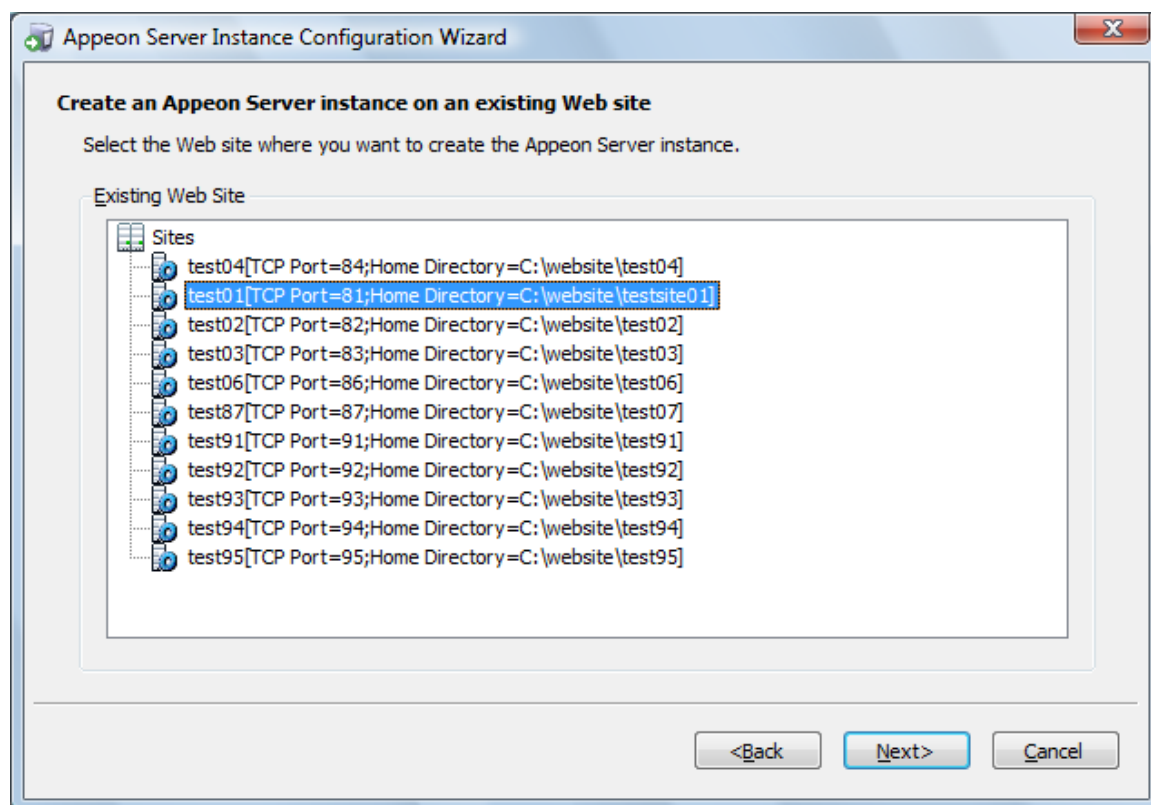 Appeon Server Instance Configuration Wizard
Create an Appeon Server instance on an existing Web site
Select the Web site where you want to create the Appeon Server instance.
Existing Web Site
Sites
test04[TCP Port=84;Home Directory=C:\website\test04]
test01[TCP Port=81;Home Directory=C:\website\testsite01]
test02[TCP Port=82;Home Directory=C:\website\test02]
test03[TCP Port=83;Home Directory=C:\website\test03]
test06[TCP Port=86;Home Directory=C:\website\test06]
test87[TCP Port=87;Home Directory=C:\website\test07]
test91[TCP Port=91;Home Directory=C:\website\test91]
test92[TCP Port=92;Home Directory=C:\website\test92]
test93[TCP Port=93;Home Directory=C:\website\test93]
test94[TCP Port=94;Home Directory=C:\website\test94]
test95[TCP Port=95;Home Directory=C:\website\test95]
<Back Next> Cancel